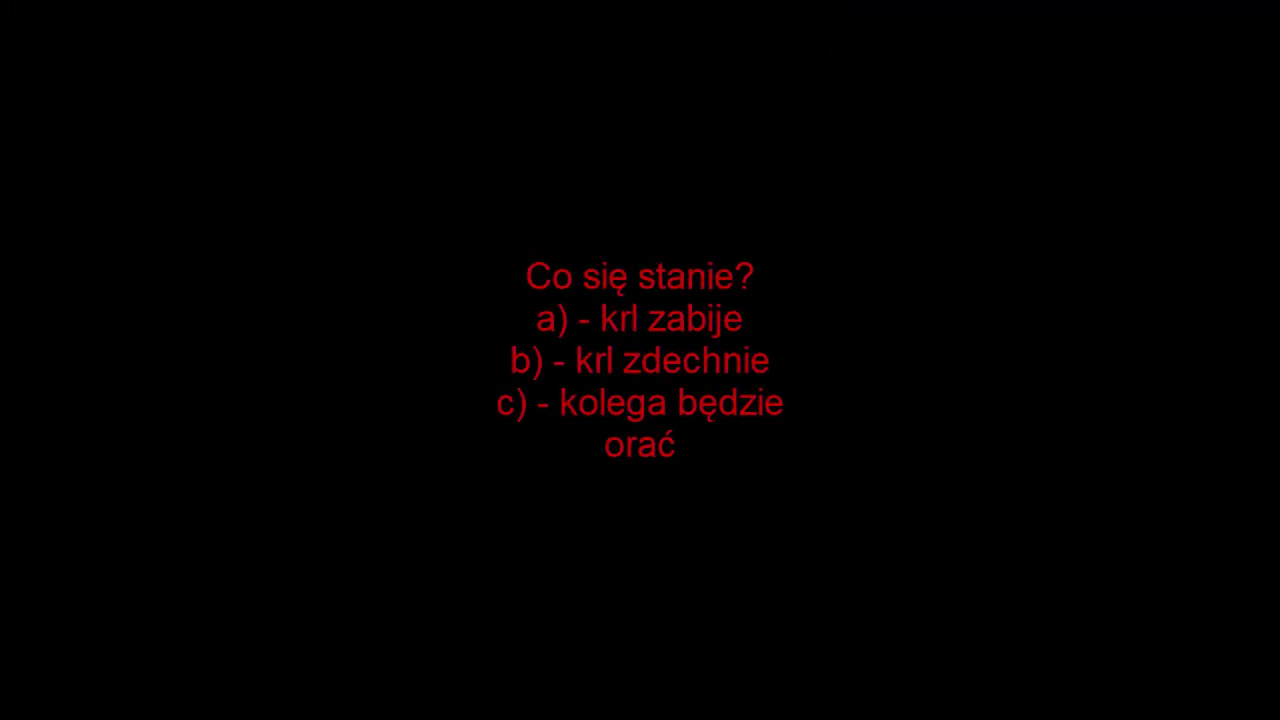 Co się stanie?
a) - krl zabije
b) - krl zdechnie
c) - kolega będzie
orać